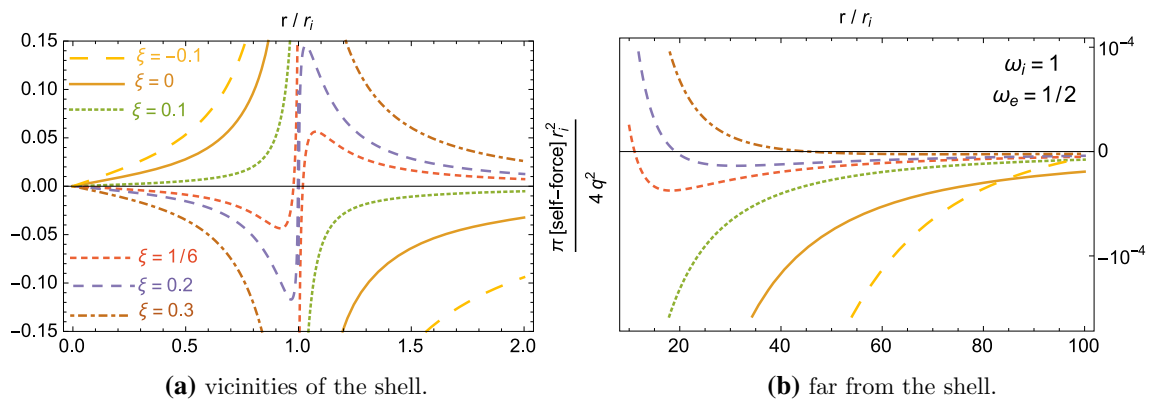 r / r_i
0.15
0.10
0.05
0.00
−0.05
−0.10
−0.15
ξ = −0.1
ξ = 0
ξ = 0.1
ξ = 1/6
ξ = 0.2
ξ = 0.3
0.0 0.5 1.0 1.5 2.0
(a) vicinities of the shell.
π [self-force] r_i^2
4 q^2
r / r_i
ω_i = 1
ω_e = 1/2
10^-4
0
−10^-4
20 40 60 80 100
(b) far from the shell.